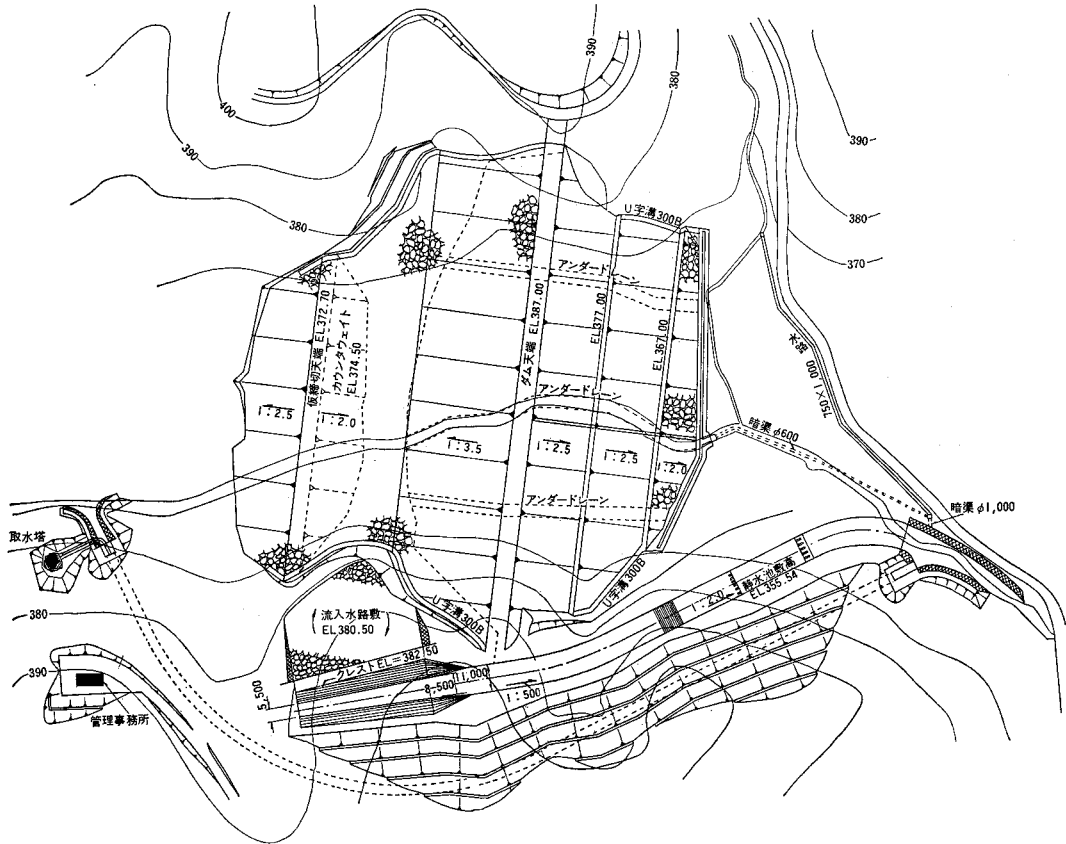 390
380
400
390
390
380
380
370
U字溝300B
アンダードレーン
仮締切天端 EL372.70
カウンタウェイト
EL374.50
ダム天端 EL387.00
EL377.00
EL367.00
水路 1,000×750
アンダードレーン
1:2.5
1:2.0
1:3.5
1:2.5
1:2.5
1:2.0
暗渠φ600
アンダードレーン
暗渠φ1,000
取水塔
静水池敷高
EL355.54
1:2.0
U字溝300B
U字溝300B
流入水路敷
EL380.50
380
クレストEL=382.50
5,500
8,500
11,000
1:500
390
管理事務所